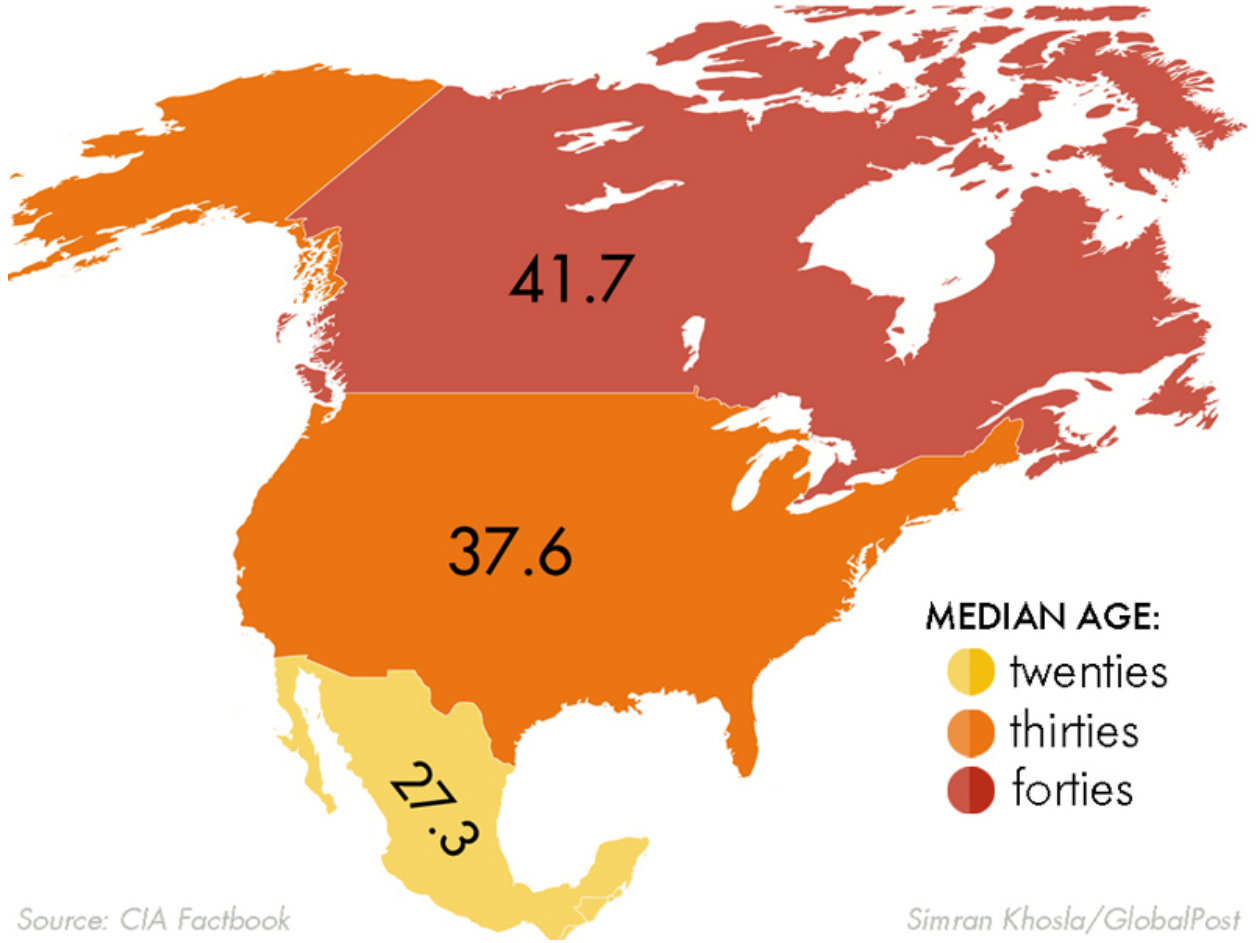 41.7
37.6
27.3
MEDIAN AGE:
twenties
thirties
forties
Source: CIA Factbook
Simran Khosla/GlobalPost